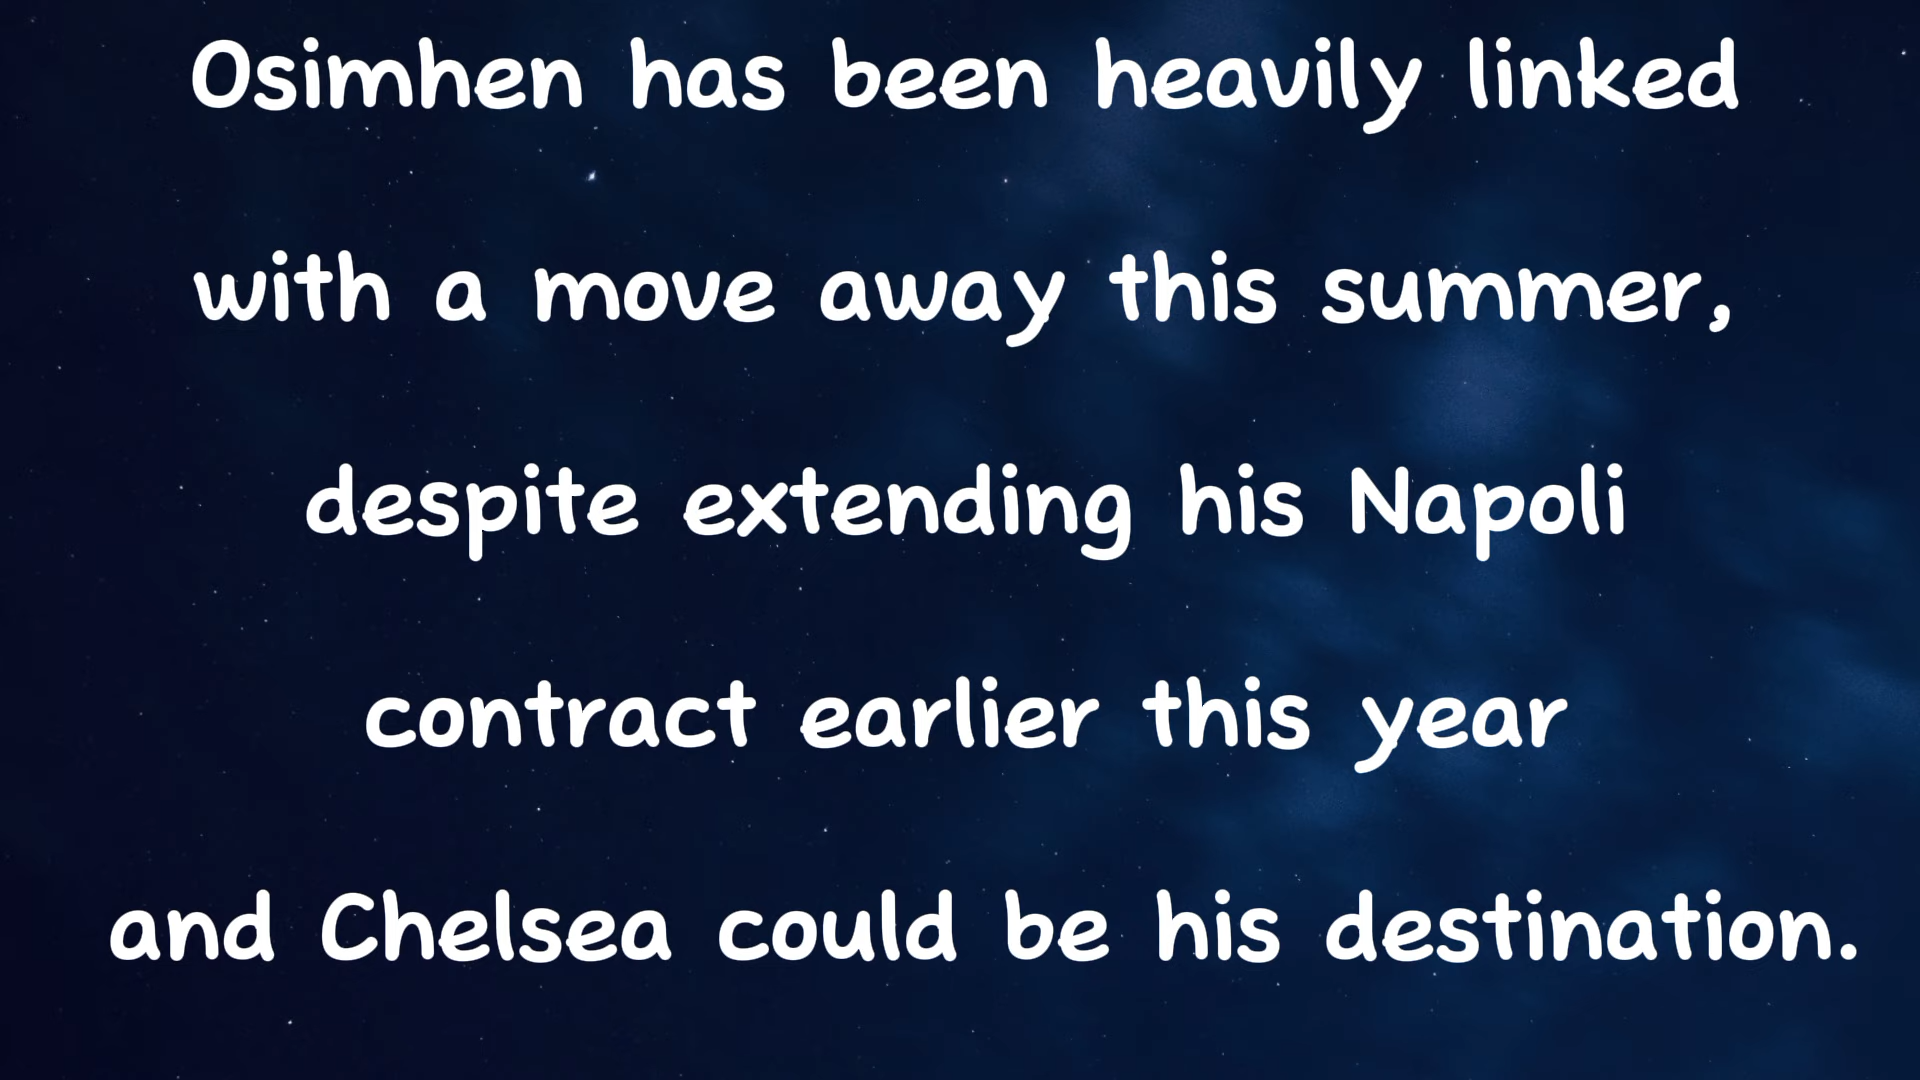 Osimhen has been heavily linked
with a move away this summer,
despite extending his Napoli
contract earlier this year
and Chelsea could be his destination.